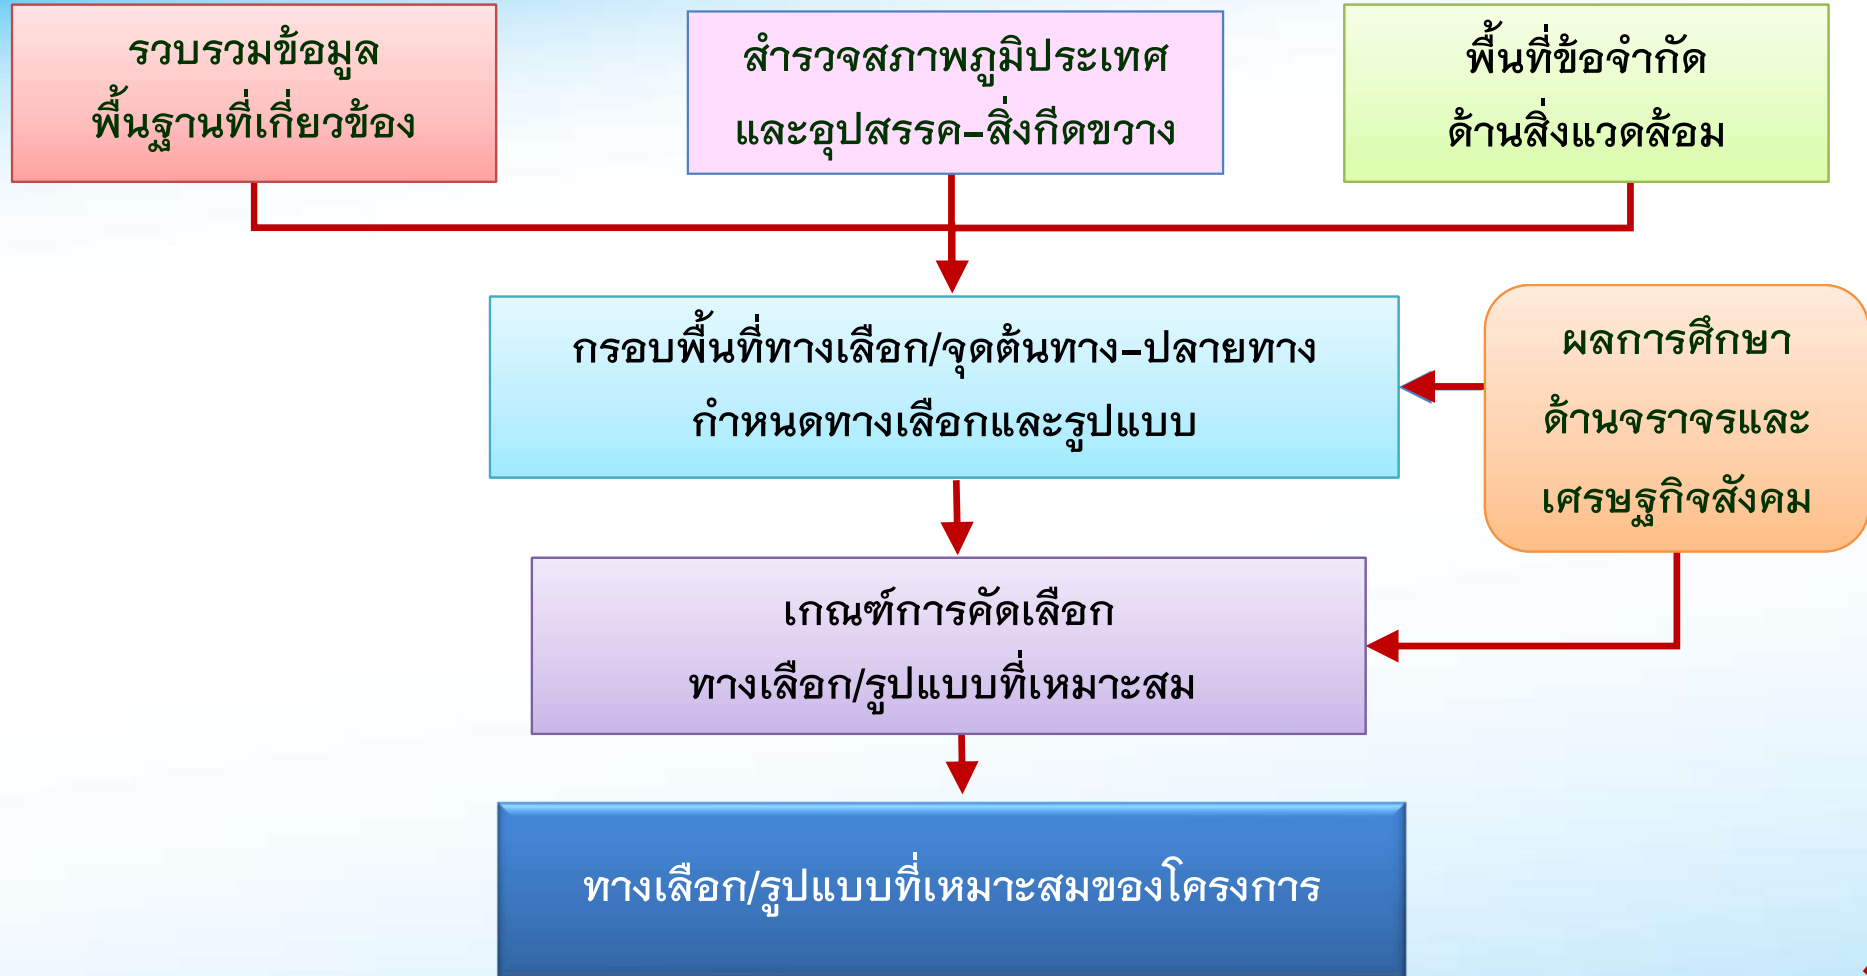 รวบรวมข้อมูล
พื้นฐานที่เกี่ยวข้อง
สำรวจสภาพภูมิประเทศ
และอุปสรรค-สิ่งกีดขวาง
พื้นที่ข้อจำกัด
ด้านสิ่งแวดล้อม
กรอบพื้นที่ทางเลือก/จุดต้นทาง-ปลายทาง
กำหนดทางเลือกและรูปแบบ
ผลการศึกษา
ด้านจราจรและ
เศรษฐกิจสังคม
เกณฑ์การคัดเลือก
ทางเลือก/รูปแบบที่เหมาะสม
ทางเลือก/รูปแบบที่เหมาะสมของโครงการ